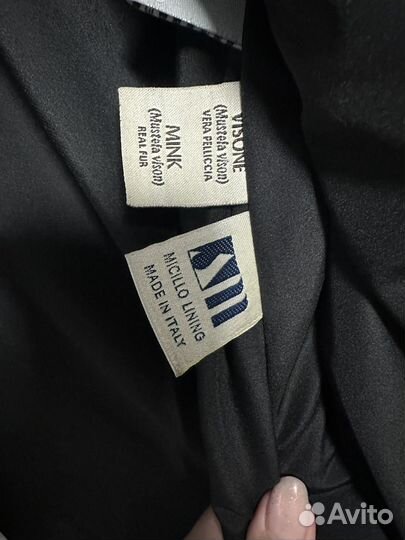 VISONE
(Mustela vison)
VERA PELLICCIA
MINK
(Mustela vison)
REAL FUR
MICILLO LINING
MADE IN ITALY
Avito